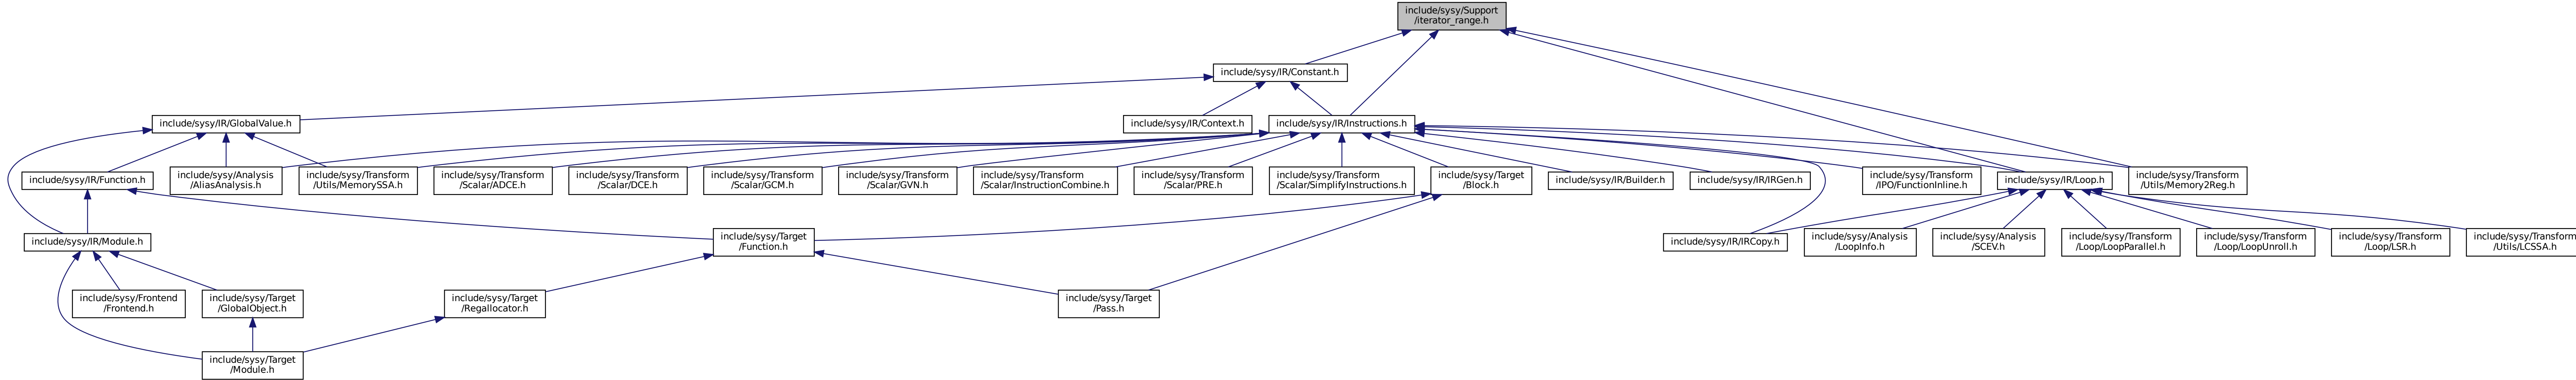 include/sysy/Support
/iterator_range.h
include/sysy/IR/Constant.h
include/sysy/IR/GlobalValue.h
include/sysy/IR/Context.h
include/sysy/IR/Instructions.h
include/sysy/IR/Function.h
include/sysy/Analysis
/AliasAnalysis.h
include/sysy/Transform
/Utils/MemorySSA.h
include/sysy/Transform
/Scalar/ADCE.h
include/sysy/Transform
/Scalar/DCE.h
include/sysy/Transform
/Scalar/GCM.h
include/sysy/Transform
/Scalar/GVN.h
include/sysy/Transform
/Scalar/InstructionCombine.h
include/sysy/Transform
/Scalar/PRE.h
include/sysy/Transform
/Scalar/SimplifyInstructions.h
include/sysy/Target
/Block.h
include/sysy/IR/Builder.h
include/sysy/IR/IRGen.h
include/sysy/Transform
/IPO/FunctionInline.h
include/sysy/IR/Loop.h
include/sysy/Transform
/Utils/Memory2Reg.h
include/sysy/IR/Module.h
include/sysy/Target
/Function.h
include/sysy/IR/IRCopy.h
include/sysy/Analysis
/LoopInfo.h
include/sysy/Analysis
/SCEV.h
include/sysy/Transform
/Loop/LoopParallel.h
include/sysy/Transform
/Loop/LoopUnroll.h
include/sysy/Transform
/Loop/LSR.h
include/sysy/Transform
/Utils/LCSSA.h
include/sysy/Frontend
/Frontend.h
include/sysy/Target
/GlobalObject.h
include/sysy/Target
/Regallocator.h
include/sysy/Target
/Pass.h
include/sysy/Target
/Module.h